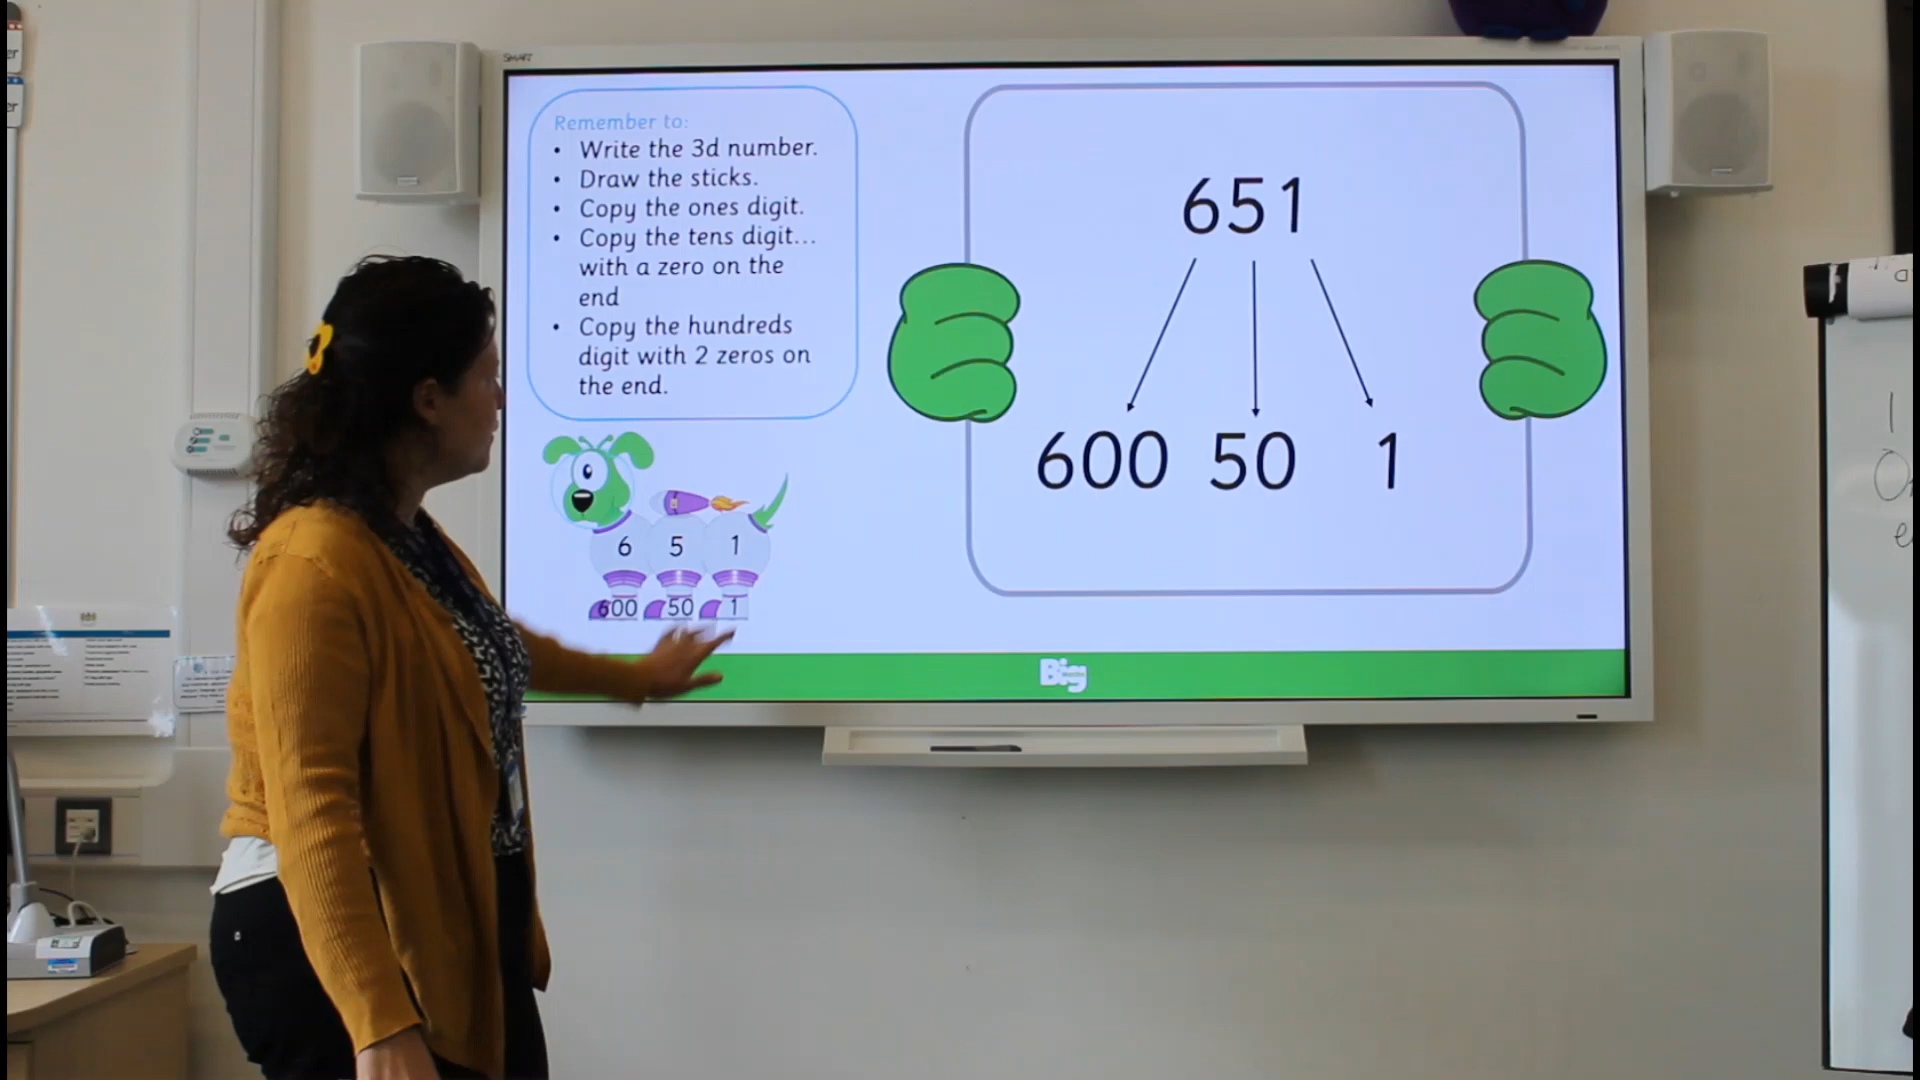 SMART
Remember to:
• Write the 3d number.
• Draw the sticks.
• Copy the ones digit.
• Copy the tens digit...
with a zero on the
end
• Copy the hundreds
digit with 2 zeros on
the end.
651
600 50 1
6 5 1
600 50 1
Big